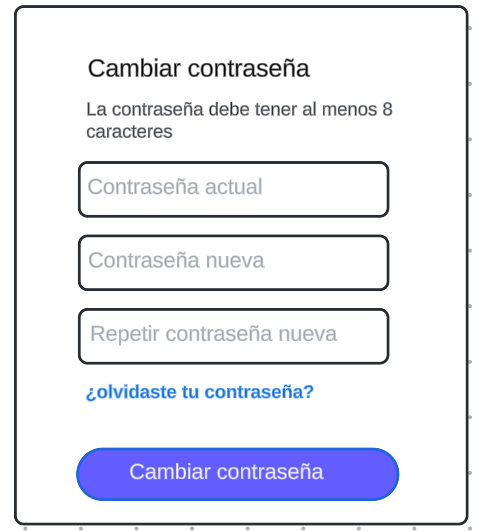 Cambiar contraseña
La contraseña debe tener al menos 8
caracteres
Contraseña actual
Contraseña nueva
Repetir contraseña nueva
¿olvidaste tu contraseña?
Cambiar contraseña